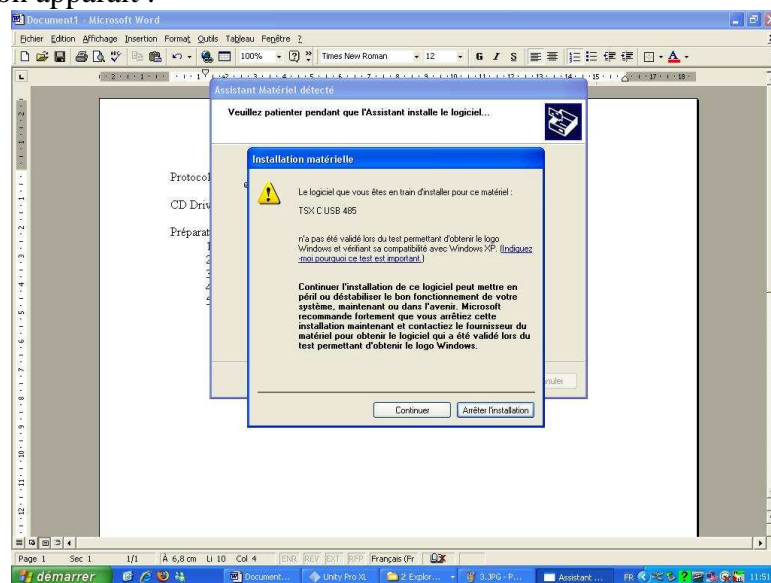 on apparaît :
Document1 - Microsoft Word
Fichier Edition Affichage Insertion Format Outils Tableau Fenêtre ?
100% Times New Roman 12 G I S
Assistant Matériel détecté
Veuillez patienter pendant que l'Assistant installe le logiciel...
Installation matérielle
Protocol
Le logiciel que vous êtes en train d'installer pour ce matériel :
CD Driv
TSX C USB 485
Préparat
n'a pas été validé lors du test permettant d'obtenir le logo
Windows et vérifiant sa compatibilité avec Windows XP. (Indiquez
-moi pourquoi ce test est important.)
Continuer l'installation de ce logiciel peut mettre en
péril ou déstabiliser le bon fonctionnement de votre
système, maintenant ou dans l'avenir. Microsoft
recommande fortement que vous arrêtiez cette
installation maintenant et contactiez le fournisseur du
matériel pour obtenir le logiciel qui a été validé lors du
test permettant d'obtenir le logo Windows.
nuler
Continuer Arrêter l'installation
Page 1 Sec 1 1/1 À 6,8 cm Li 10 Col 4 ENR REV EXT RFP Français (Fr
démarrer Document... Unity Pro XL 2 Explor... 3.JPG - P... Assistant ... FR 11:51